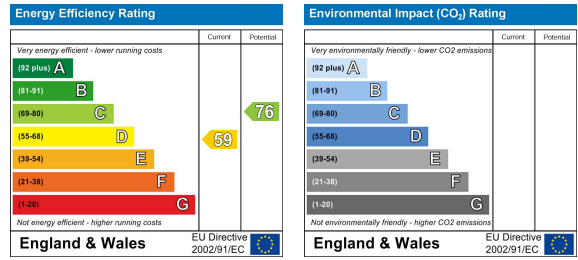 Energy Efficiency Rating
Current Potential
Very energy efficient - lower running costs
(92 plus) A
(81-91) B
(69-80) C
76
(55-68) D
59
(39-54) E
(21-38) F
(1-20) G
Not energy efficient - higher running costs
England & Wales
EU Directive
2002/91/EC
Environmental Impact (CO2) Rating
Current Potential
Very environmentally friendly - lower CO2 emissions
(92 plus) A
(81-91) B
(69-80) C
(55-68) D
(39-54) E
(21-38) F
(1-20) G
Not environmentally friendly - higher CO2 emissions
England & Wales
EU Directive
2002/91/EC